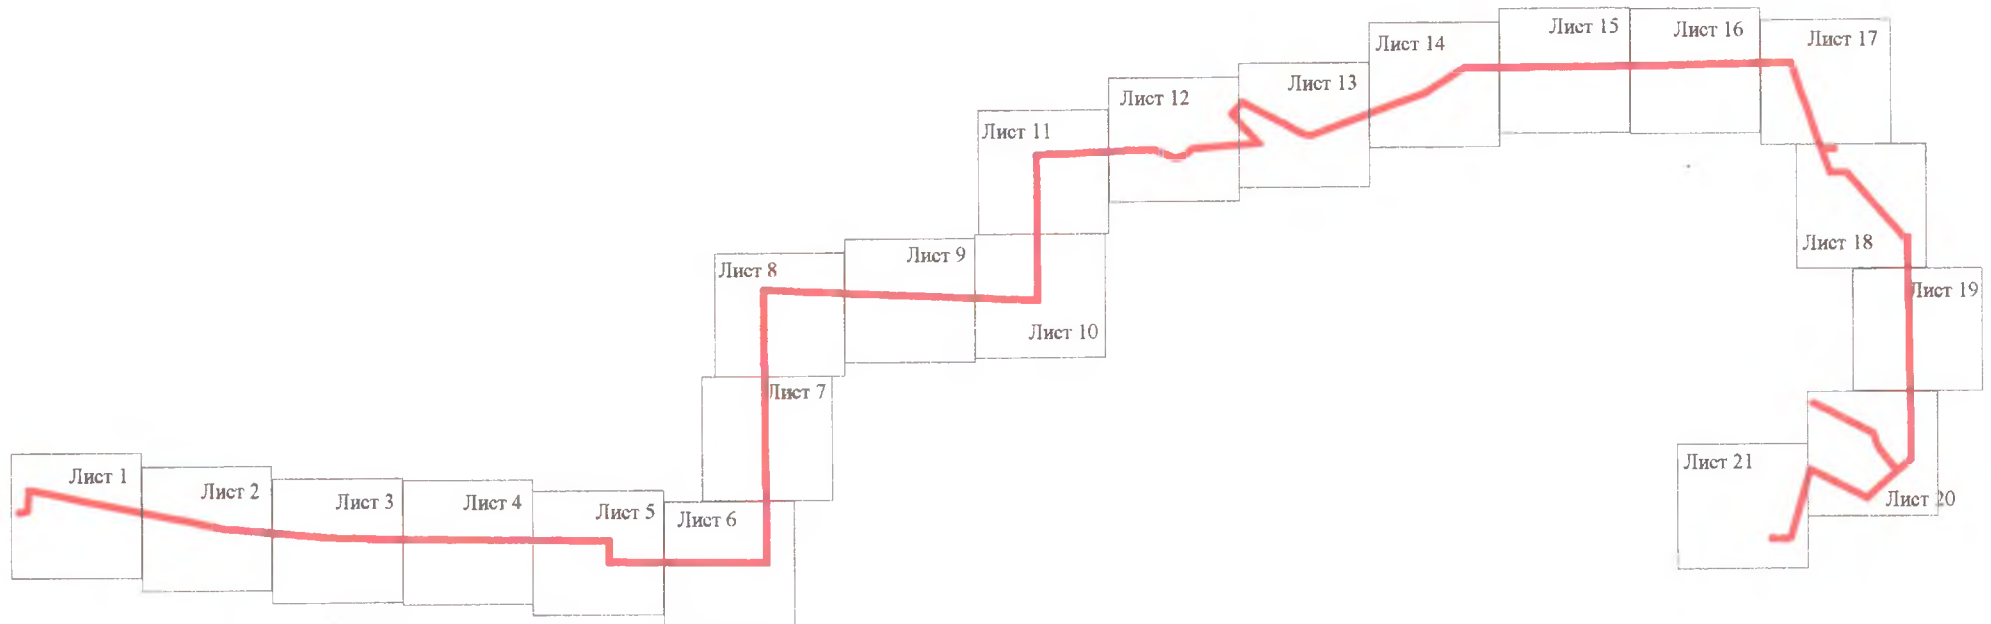 Лист 1
Лист 2
Лист 3
Лист 4
Лист 5
Лист 6
Лист 7
Лист 8
Лист 9
Лист 10
Лист 11
Лист 12
Лист 13
Лист 14
Лист 15
Лист 16
Лист 17
Лист 18
Лист 19
Лист 20
Лист 21